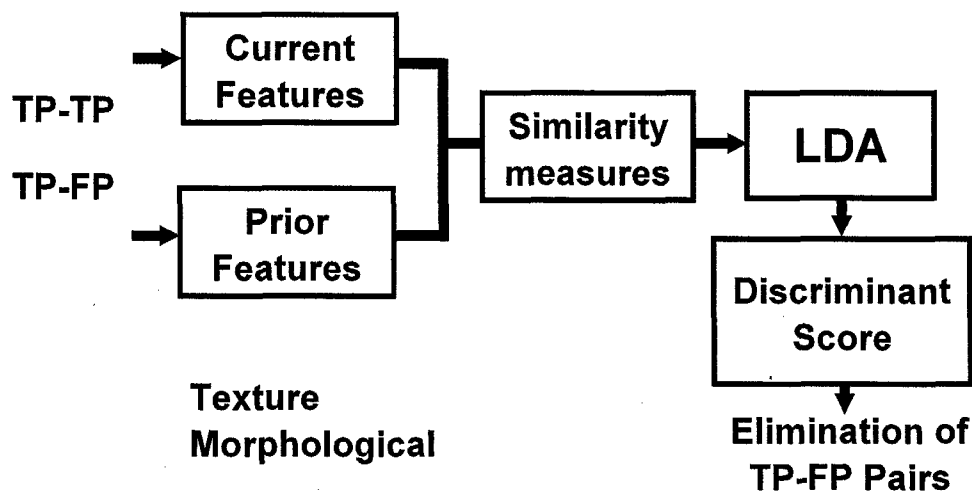 TP-TP
TP-FP
Current
Features
Prior
Features
Similarity
measures
LDA
Discriminant
Score
Elimination of
TP-FP Pairs
Texture
Morphological